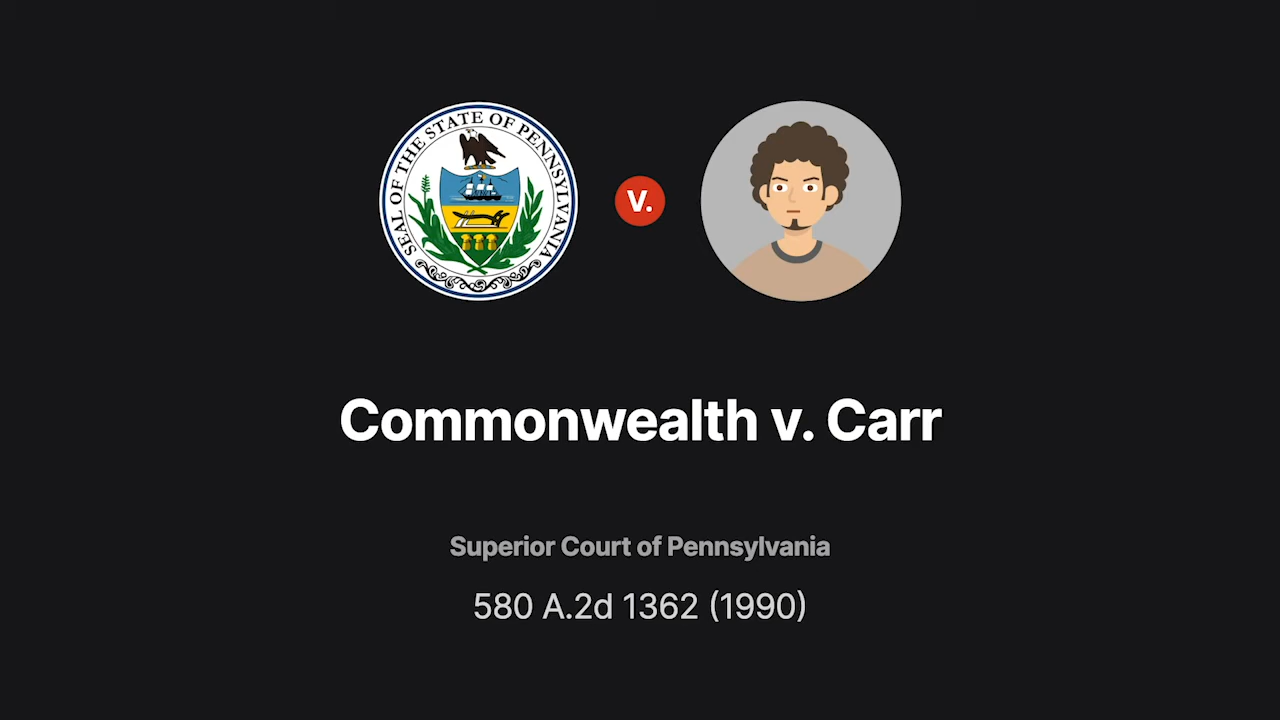 SEAL OF THE STATE OF PENNSYLVANIA
V.
Commonwealth v. Carr
Superior Court of Pennsylvania
580 A.2d 1362 (1990)